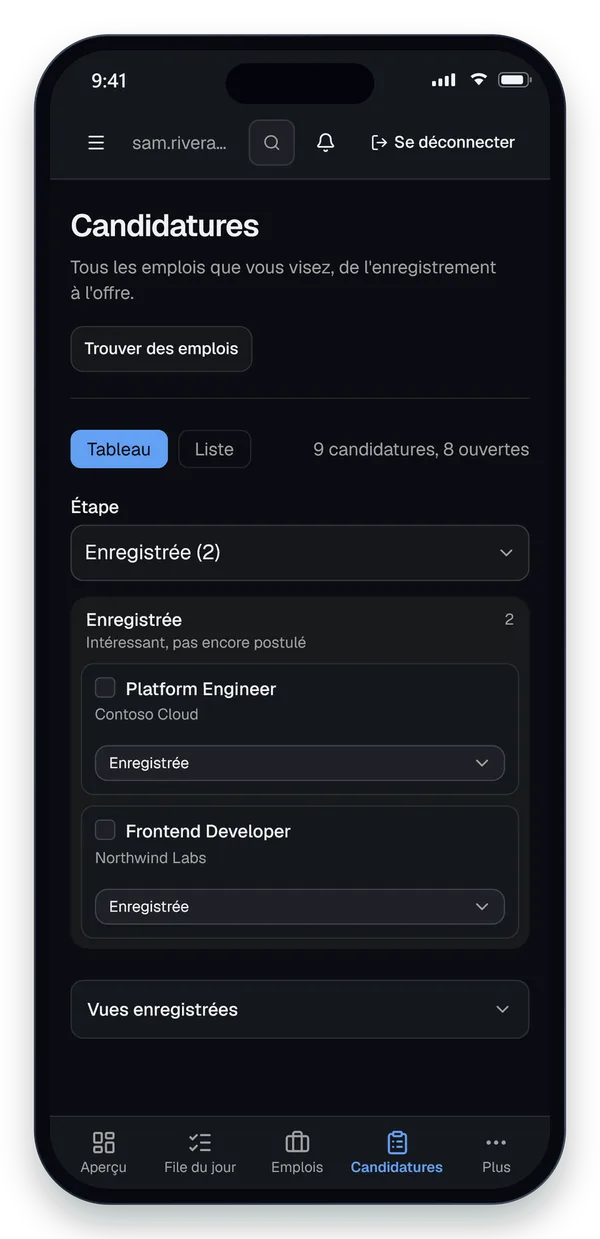 9:41
sam.rivera...
Se déconnecter
Candidatures
Tous les emplois que vous visez, de l'enregistrement
à l'offre.
Trouver des emplois
Tableau
Liste
9 candidatures, 8 ouvertes
Étape
Enregistrée (2)
Enregistrée
2
Intéressant, pas encore postulé
Platform Engineer
Contoso Cloud
Enregistrée
Frontend Developer
Northwind Labs
Enregistrée
Vues enregistrées
Aperçu
File du jour
Emplois
Candidatures
Plus